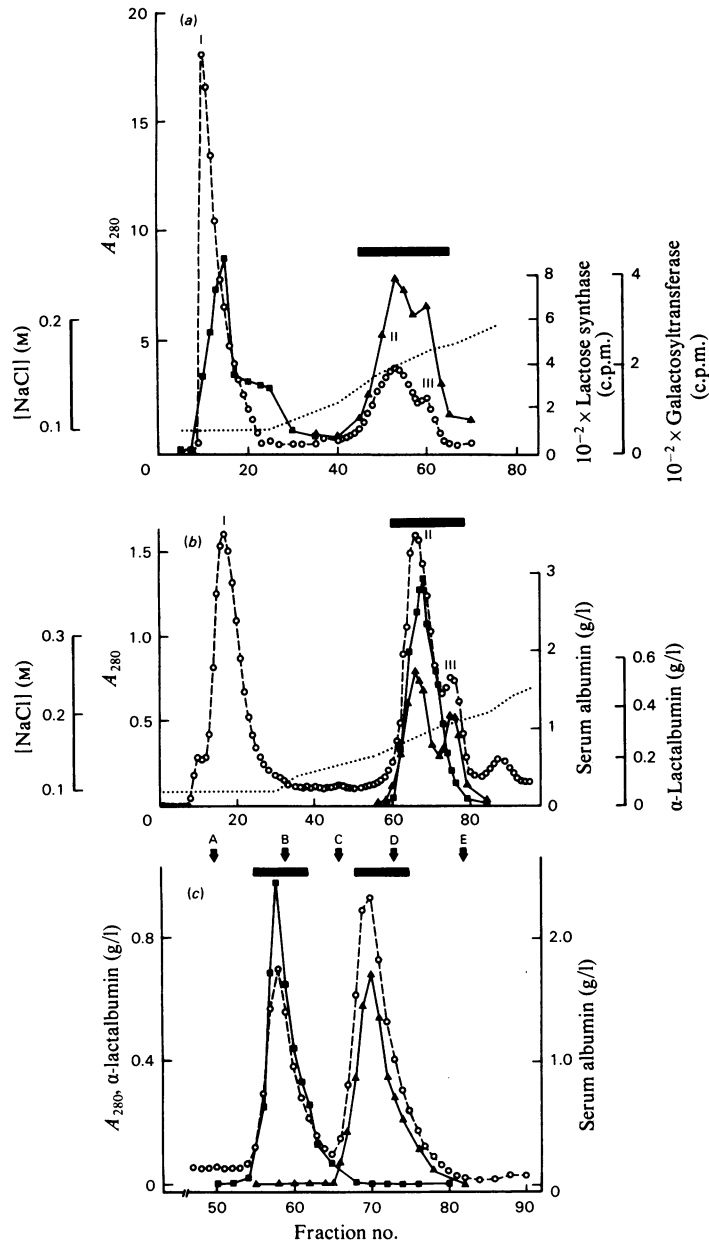 (a)
I
20
15
10
5
0
A280
0.2
0.1
[NaCl] (M)
II
III
8
6
4
2
0
10−2 × Lactose synthase
(c.p.m.)
4
2
0
10−2 × Galactosyltransferase
(c.p.m.)
0 20 40 60 80
(b)
I
1.5
1.0
0.5
A280
0.3
0.2
0.1
[NaCl] (M)
II
III
3
2
1
0
Serum albumin (g/l)
0.6
0.4
0.2
0
α-Lactalbumin (g/l)
0 20 40 60 80
A B C D E
(c)
0.8
0.4
0
A280, α-lactalbumin (g/l)
2.0
1.0
0
Serum albumin (g/l)
50 60 70 80 90
Fraction no.